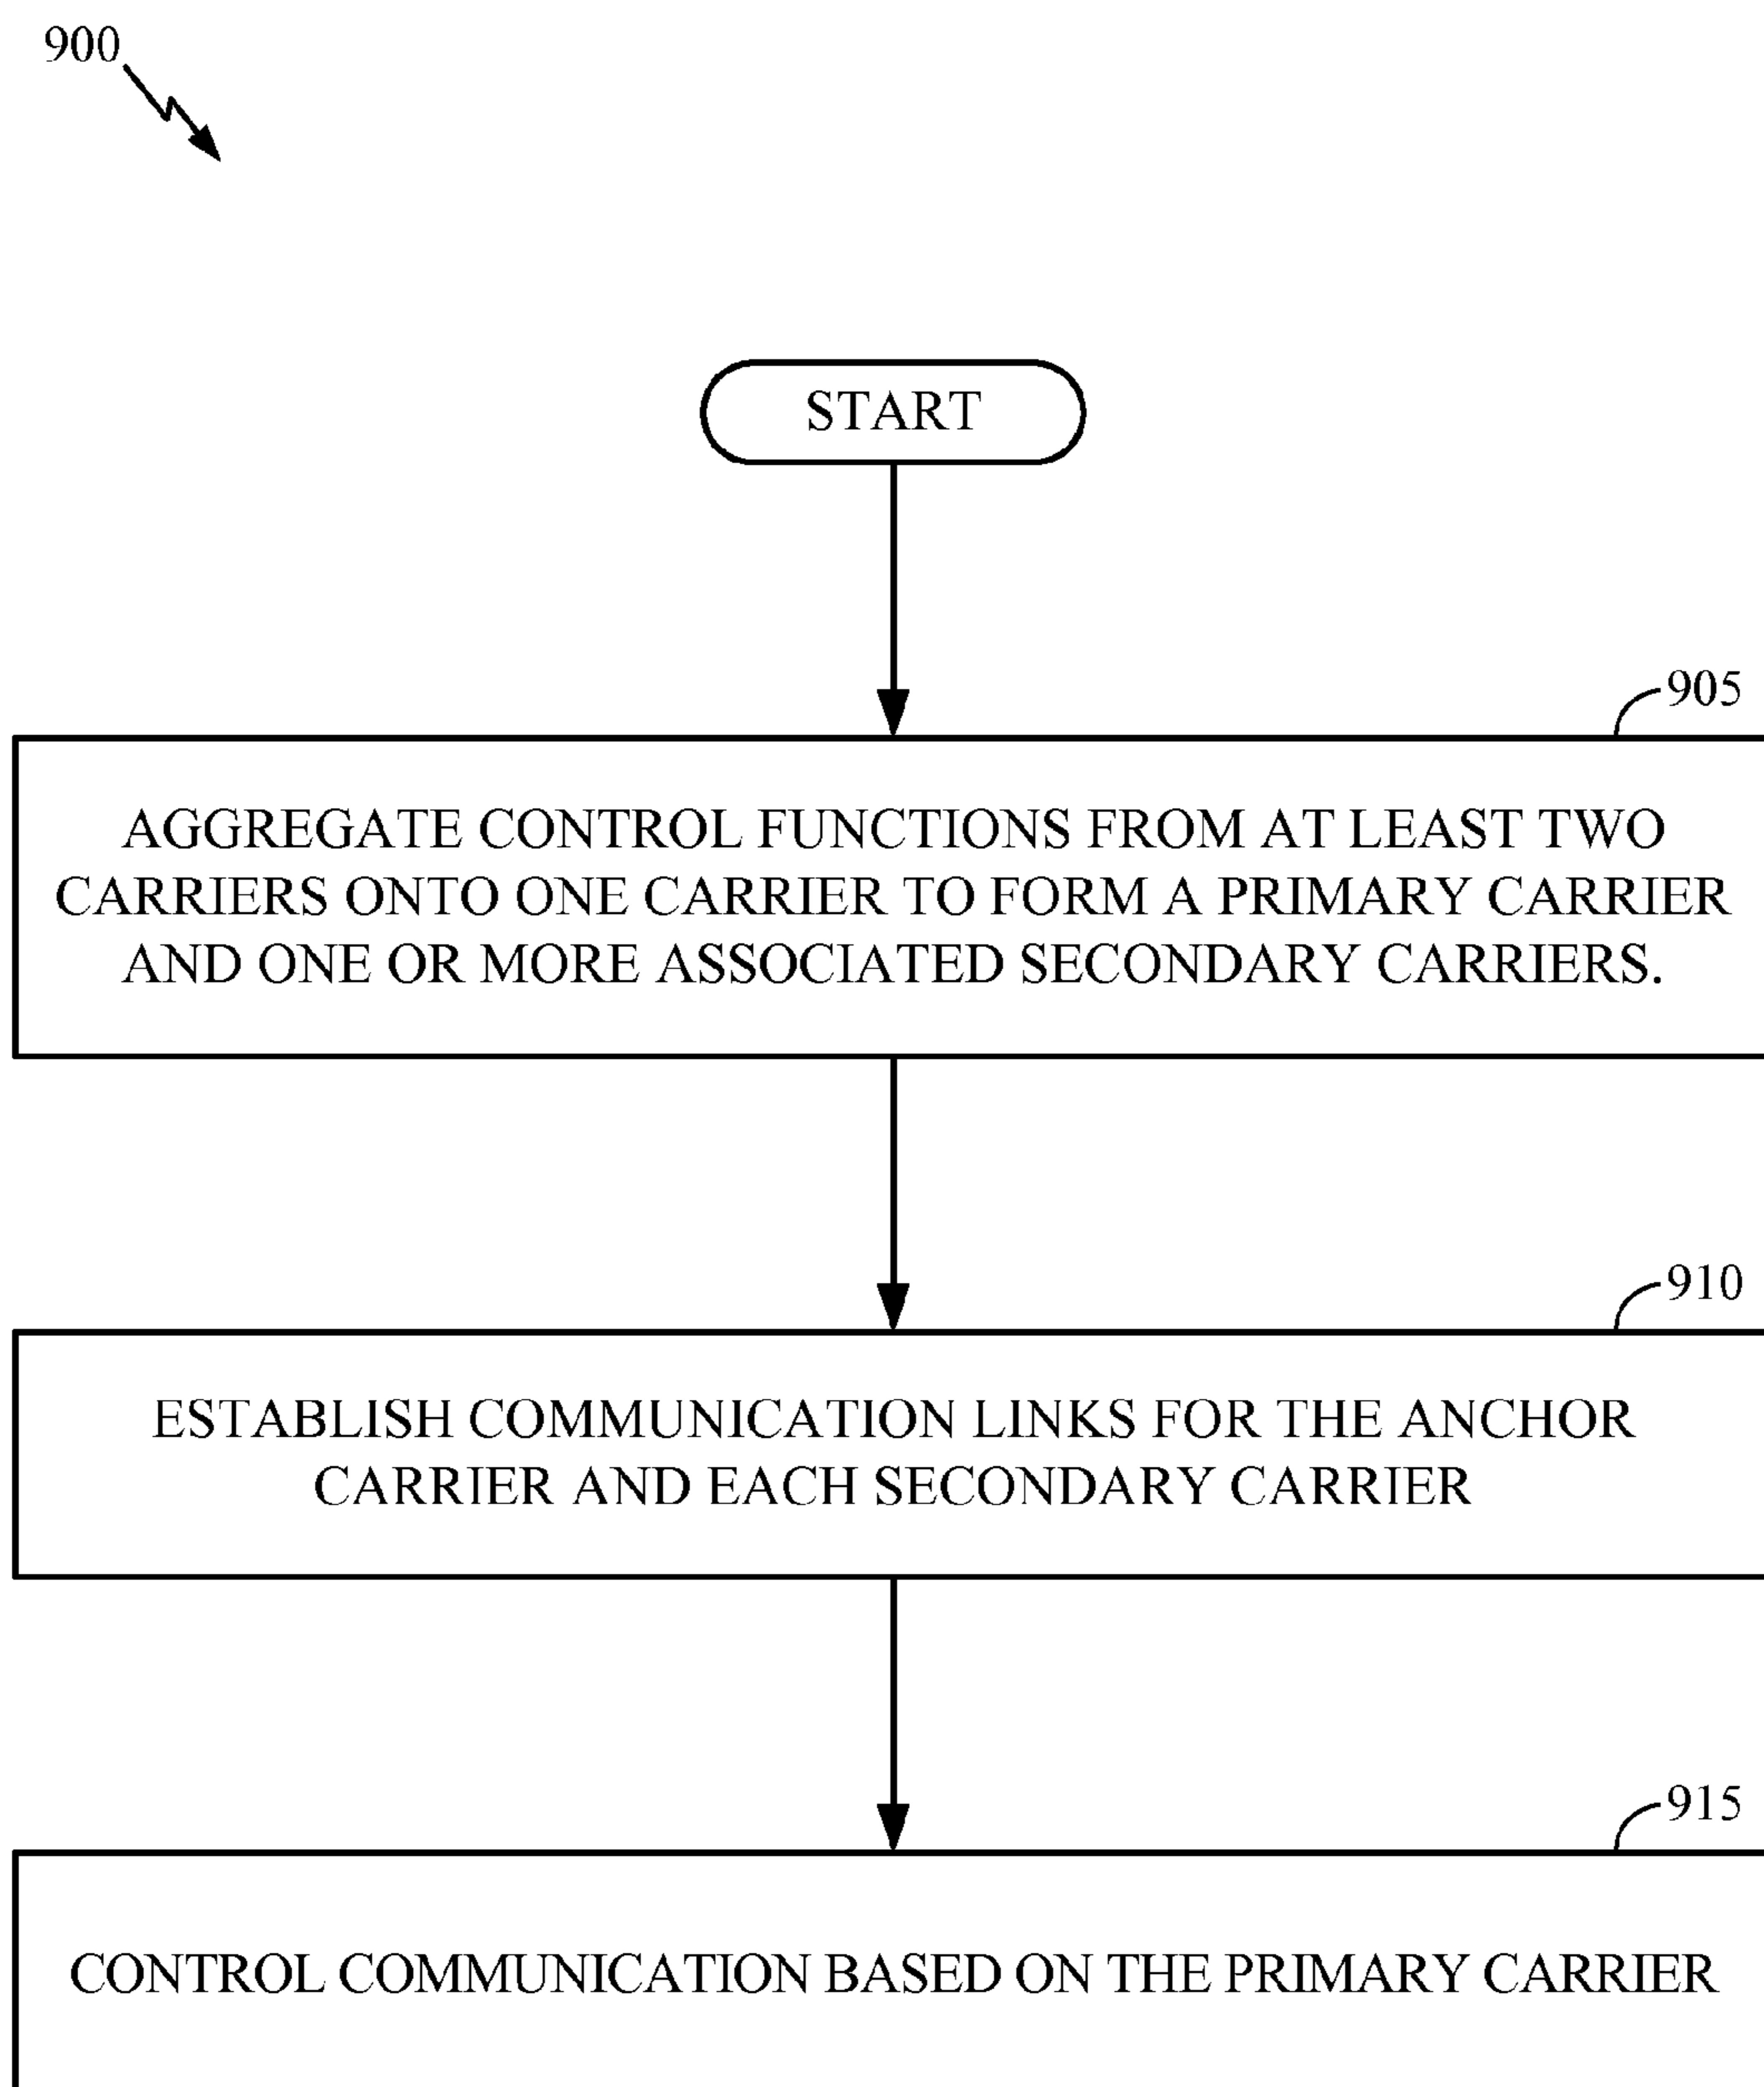 900
START
905
AGGREGATE CONTROL FUNCTIONS FROM AT LEAST TWO
CARRIERS ONTO ONE CARRIER TO FORM A PRIMARY CARRIER
AND ONE OR MORE ASSOCIATED SECONDARY CARRIERS.
910
ESTABLISH COMMUNICATION LINKS FOR THE ANCHOR
CARRIER AND EACH SECONDARY CARRIER
915
CONTROL COMMUNICATION BASED ON THE PRIMARY CARRIER